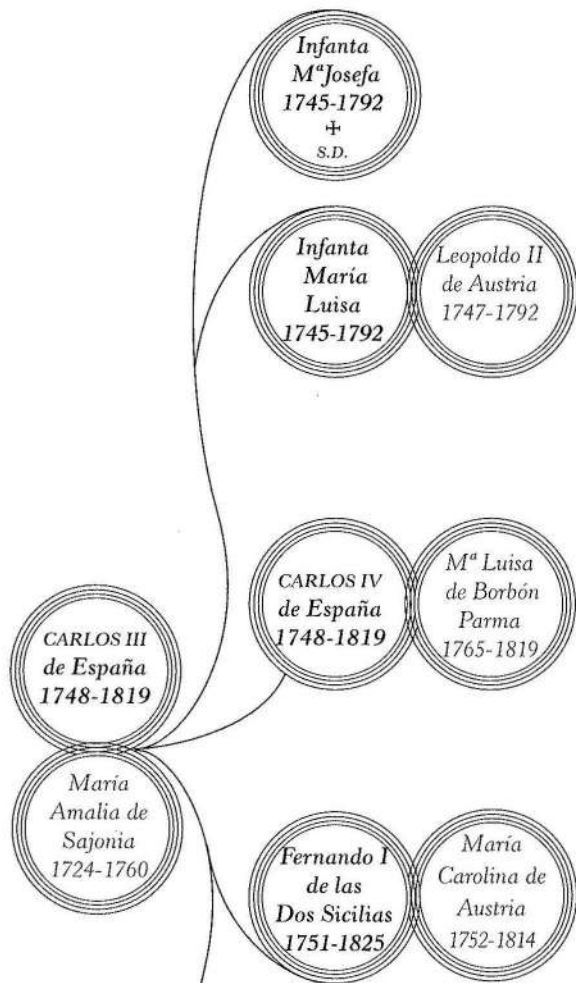 Infanta
MªJosefa
1745-1792
✠
S.D.
Infanta
María
Luisa
1745-1792
Leopoldo II
de Austria
1747-1792
CARLOS IV
de España
1748-1819
Mª Luisa
de Borbón
Parma
1765-1819
CARLOS III
de España
1748-1819
María
Amalia de
Sajonia
1724-1760
Fernando I
de las
Dos Sicilias
1751-1825
María
Carolina de
Austria
1752-1814